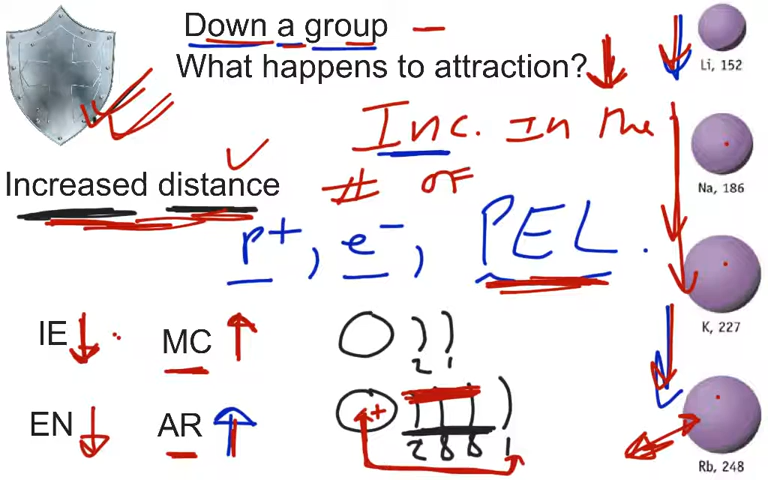 Down a group
What happens to attraction?
Li, 152
Inc. In the
# of
Na, 186
Increased distance
p+, e-, PEL.
K, 227
IE MC
2 1
EN AR
+
2 8 8 1
Rb, 248